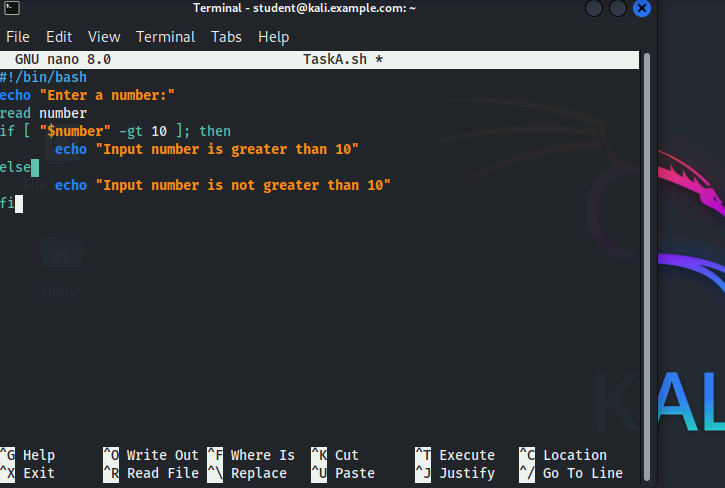 Terminal - student@kali.example.com: ~
File Edit View Terminal Tabs Help
GNU nano 8.0 TaskA.sh *
#!/bin/bash
echo "Enter a number:"
read number
if [ "$number" -gt 10 ]; then
echo "Input number is greater than 10"
else
echo "Input number is not greater than 10"
fi
Home
KAL
^G Help ^O Write Out ^F Where Is ^K Cut ^T Execute ^C Location
^X Exit ^R Read File ^\ Replace ^U Paste ^J Justify ^/ Go To Line